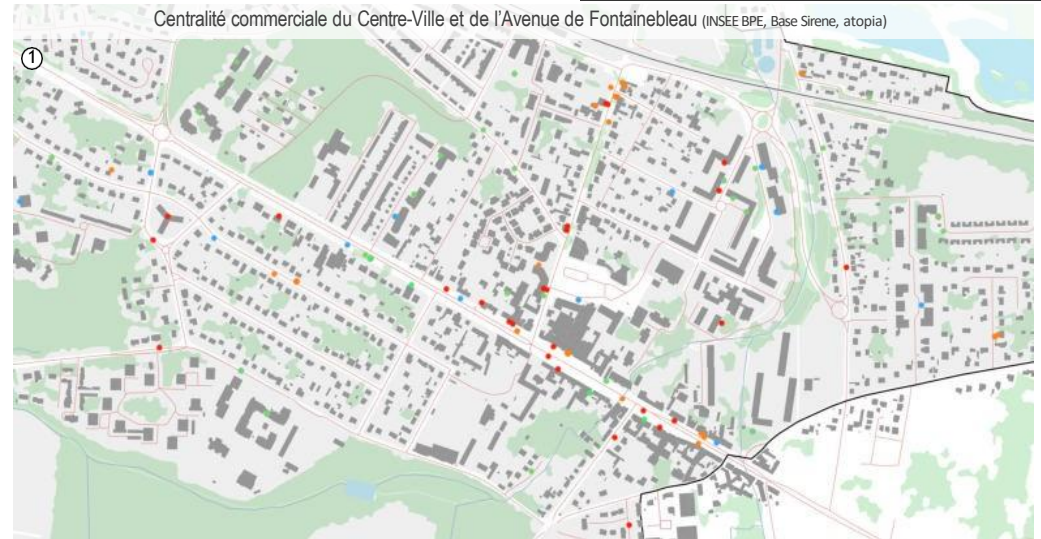 Centralité commerciale du Centre-Ville et de l'Avenue de Fontainebleau (INSEE BPE, Base Sirene, atopia)
1